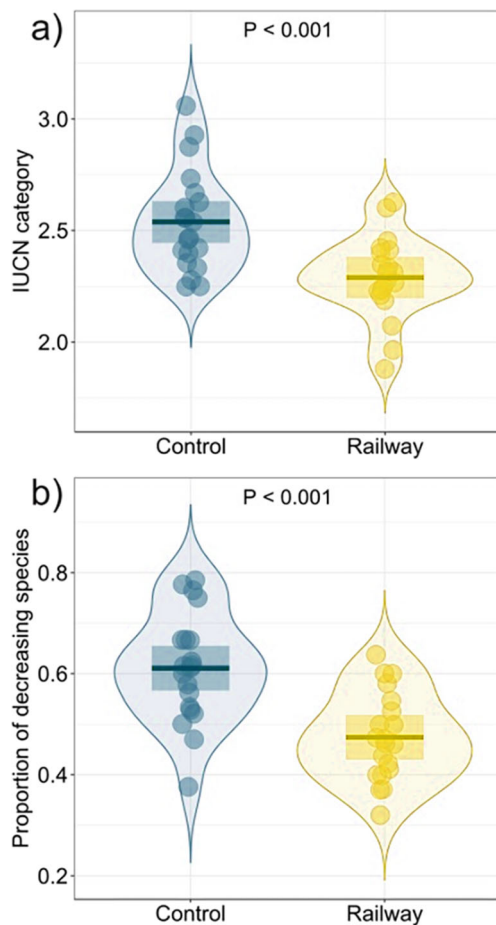 a)
P < 0.001
IUCN category
3.0
2.5
2.0
Control Railway
b)
P < 0.001
Proportion of decreasing species
0.8
0.6
0.4
0.2
Control Railway